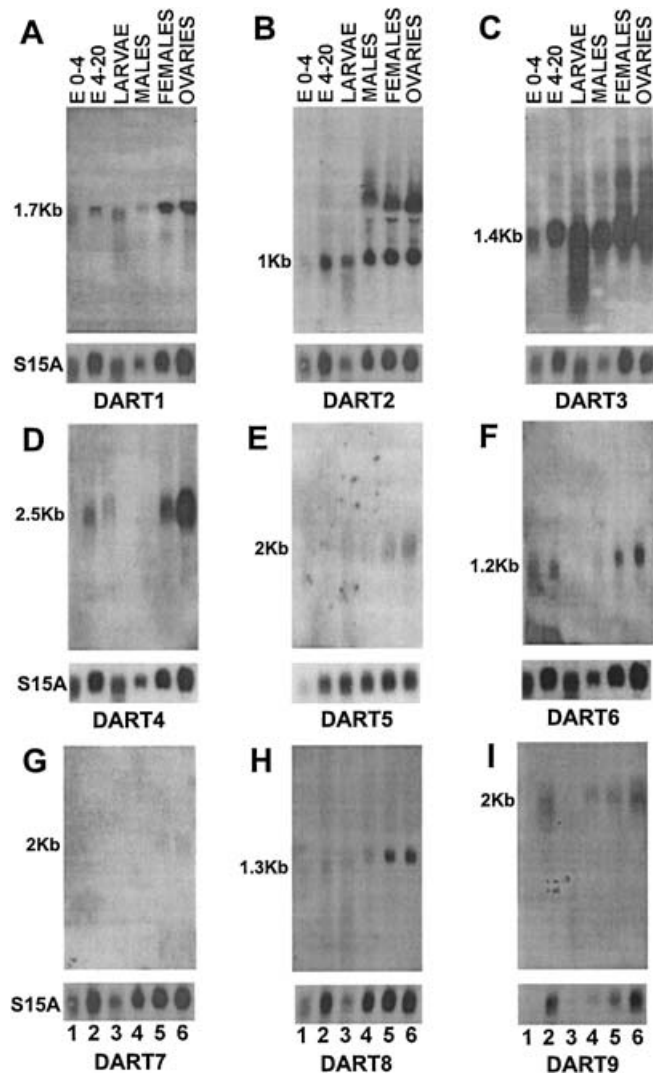 A B C
E 0-4 E 4-20 LARVAE MALES FEMALES OVARIES E 0-4 E 4-20 LARVAE MALES FEMALES OVARIES E 0-4 E 4-20 LARVAE MALES FEMALES OVARIES
1.7Kb 1Kb 1.4Kb
S15A
DART1 DART2 DART3
D E F
2.5Kb 2Kb 1.2Kb
S15A
DART4 DART5 DART6
G H I
2Kb 1.3Kb 2Kb
S15A
1 2 3 4 5 6 1 2 3 4 5 6 1 2 3 4 5 6
DART7 DART8 DART9